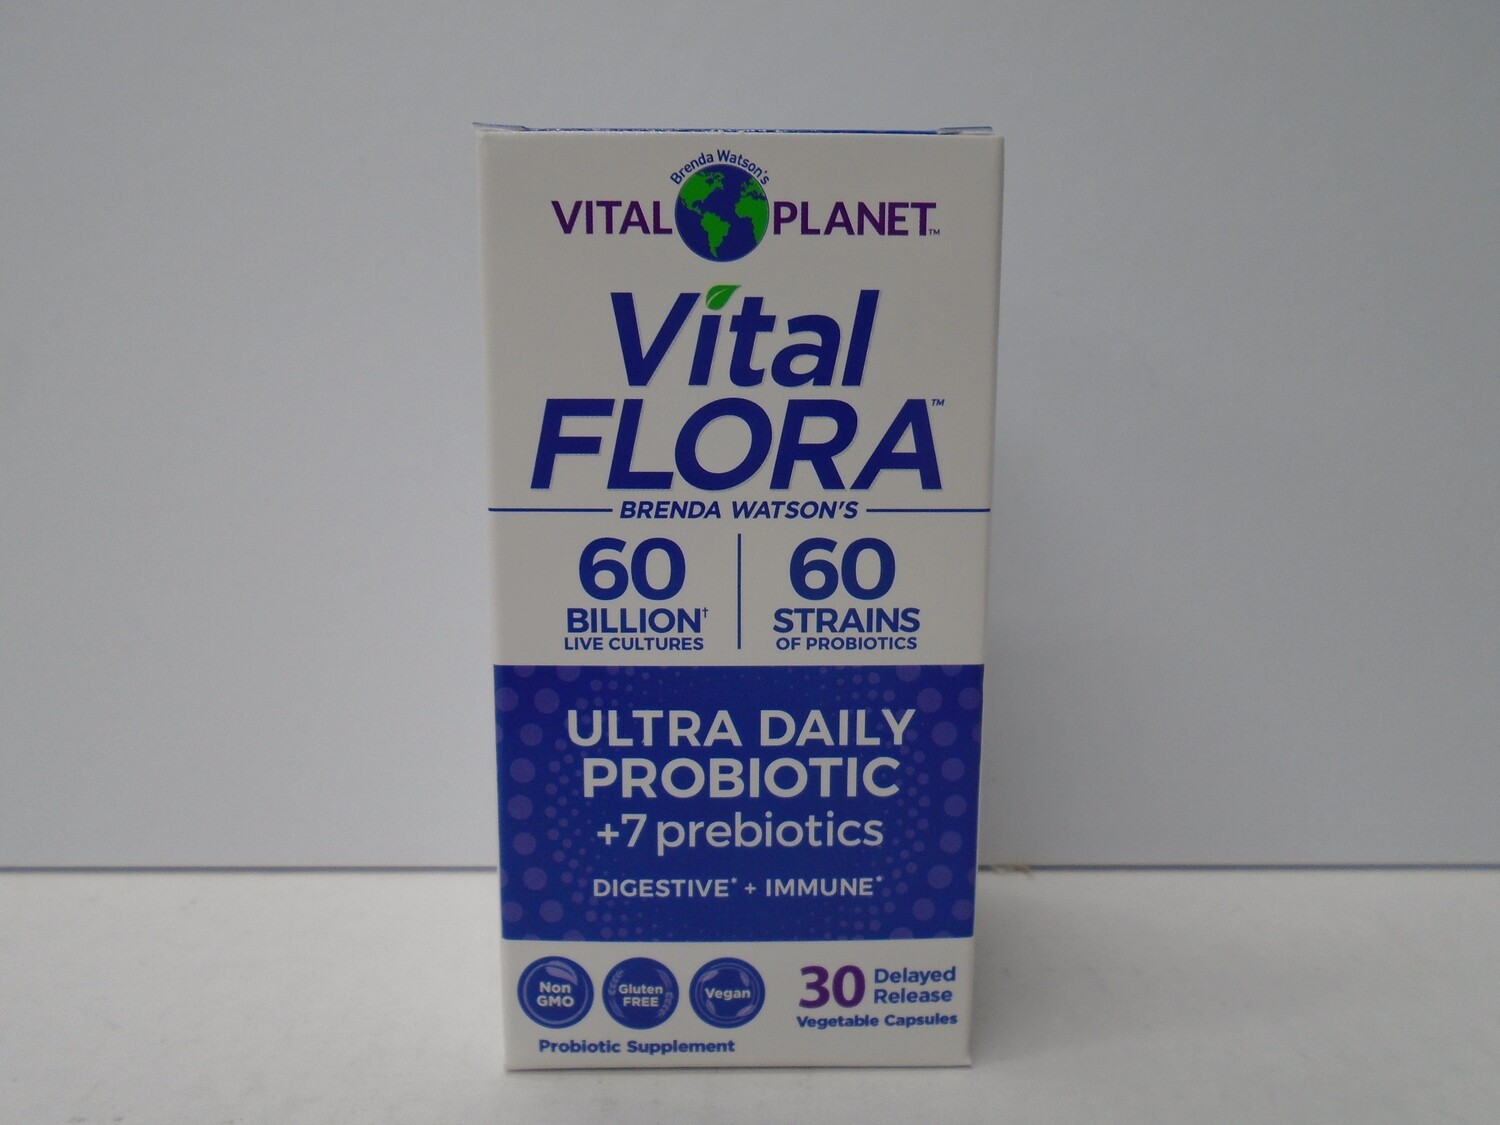 Brenda Watson's
VITAL PLANET™
Vital
FLORA™
BRENDA WATSON'S
60
BILLION†
LIVE CULTURES
60
STRAINS
OF PROBIOTICS
ULTRA DAILY
PROBIOTIC
+7 prebiotics
DIGESTIVE* + IMMUNE*
Non
GMO
Gluten
FREE
Vegan
30 Delayed
Release
Vegetable Capsules
Probiotic Supplement